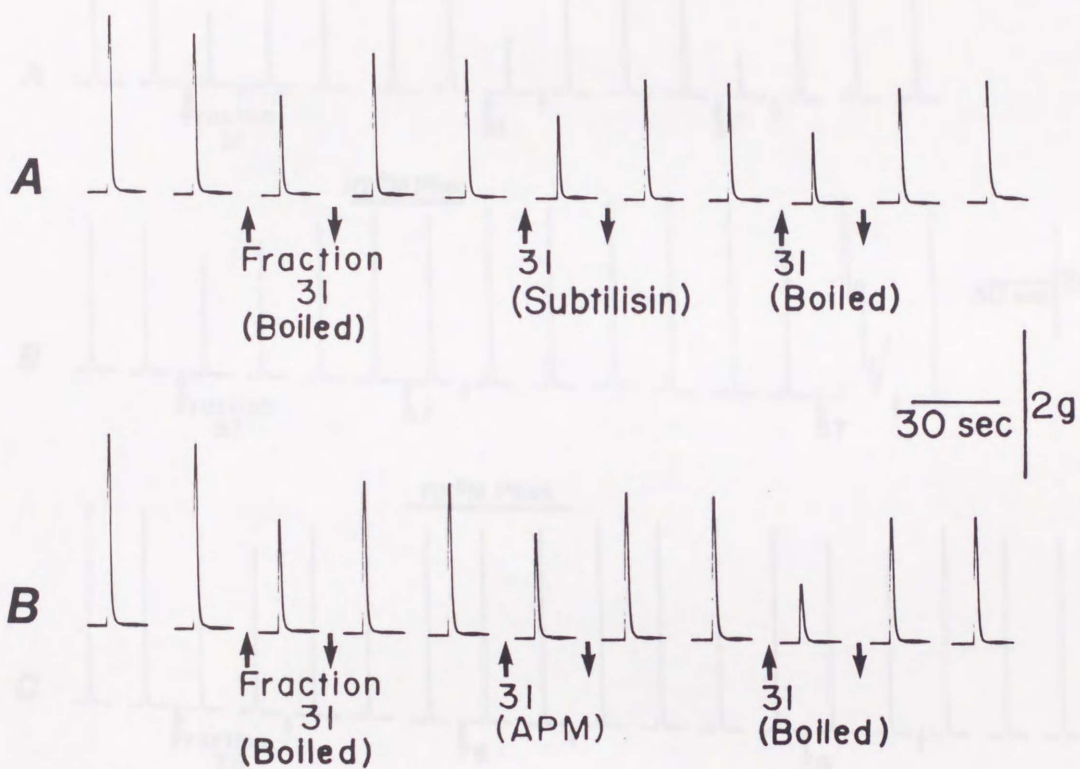 A
Fraction
31
(Boiled)
31
(Subtilisin)
31
(Boiled)
30 sec
2g
B
Fraction
31
(Boiled)
31
(APM)
31
(Boiled)